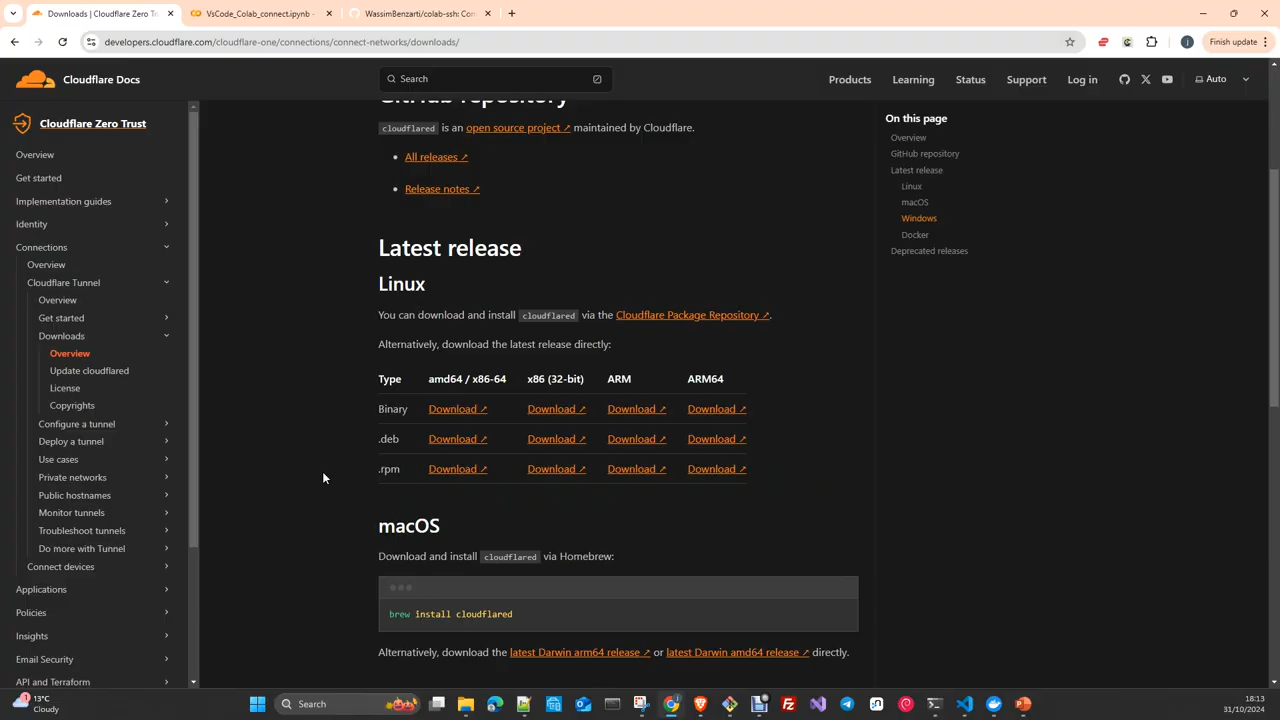 Downloads | Cloudflare Zero Trust
VsCode_Colab_connect.ipynb -
WassimBenzarti/colab-ssh: Con
developers.cloudflare.com/cloudflare-one/connections/connect-networks/downloads/
Finish update
Cloudflare Docs
Search
Products
Learning
Status
Support
Log in
Auto
Cloudflare Zero Trust
Overview
Get started
Implementation guides
Identity
Connections
Overview
Cloudflare Tunnel
Overview
Get started
Downloads
Overview
Update cloudflared
License
Copyrights
Configure a tunnel
Deploy a tunnel
Use cases
Private networks
Public hostnames
Monitor tunnels
Troubleshoot tunnels
Do more with Tunnel
Connect devices
Applications
Policies
Insights
Email Security
API and Terraform
GitHub repository
cloudflared is an open source project ↗ maintained by Cloudflare.
• All releases ↗
• Release notes ↗
Latest release
Linux
You can download and install cloudflared via the Cloudflare Package Repository ↗.
Alternatively, download the latest release directly:
Type amd64 / x86-64 x86 (32-bit) ARM ARM64
Binary Download ↗ Download ↗ Download ↗ Download ↗
.deb Download ↗ Download ↗ Download ↗ Download ↗
.rpm Download ↗ Download ↗ Download ↗ Download ↗
macOS
Download and install cloudflared via Homebrew:
brew install cloudflared
Alternatively, download the latest Darwin arm64 release ↗ or latest Darwin amd64 release ↗ directly.
On this page
Overview
GitHub repository
Latest release
Linux
macOS
Windows
Docker
Deprecated releases
1
13°C
Cloudy
Search
18:13
31/10/2024